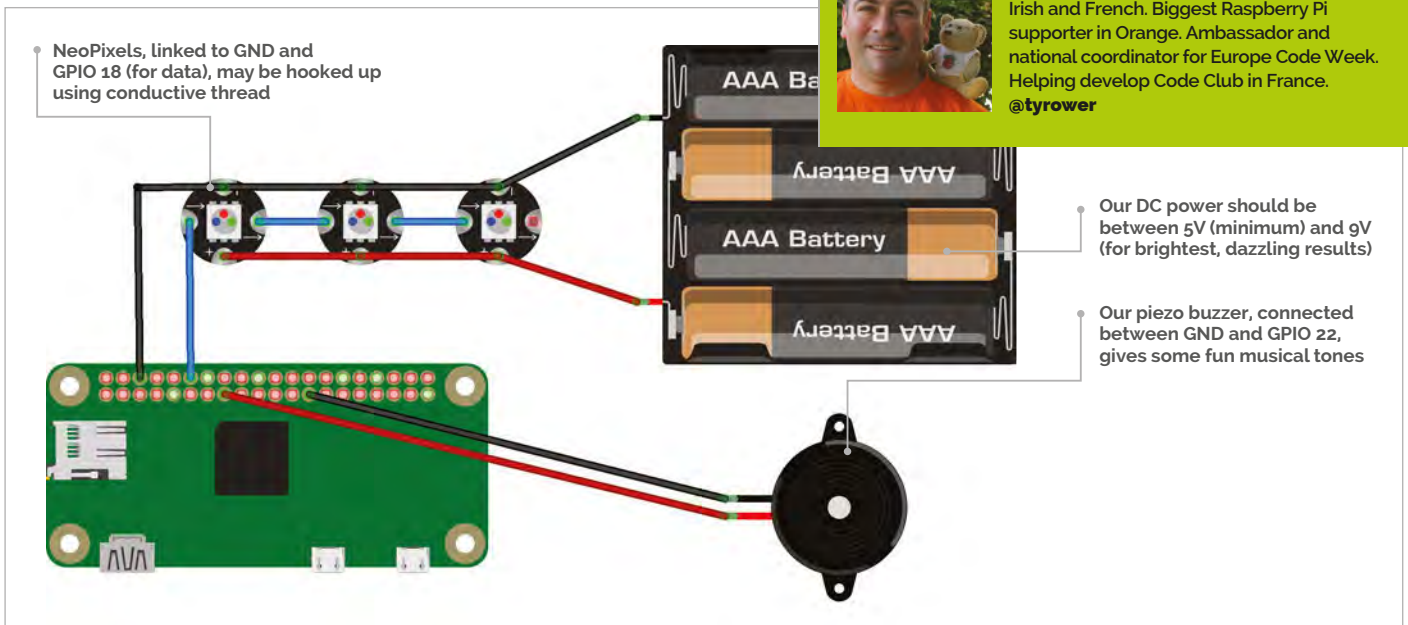 Irish and French. Biggest Raspberry Pi
supporter in Orange. Ambassador and
national coordinator for Europe Code Week.
Helping develop Code Club in France.
@tyrower
NeoPixels, linked to GND and
GPIO 18 (for data), may be hooked up
using conductive thread
AAA Ba
AAA Battery
AAA Battery
AAA Battery
Our DC power should be
between 5V (minimum) and 9V
(for brightest, dazzling results)
Our piezo buzzer, connected
between GND and GPIO 22,
gives some fun musical tones